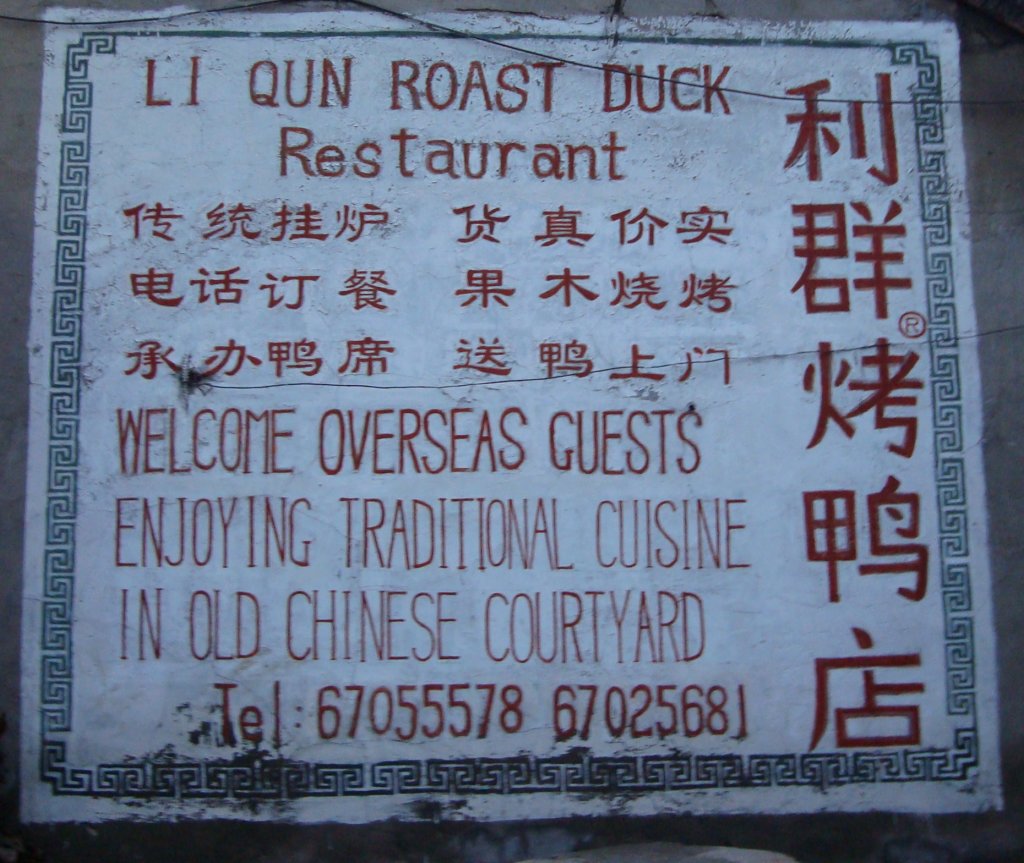 LI QUN ROAST DUCK
Restaurant
传统挂炉 货真价实
电话订餐 果木烧烤
承办鸭席 送鸭上门
WELCOME OVERSEAS GUESTS
ENJOYING TRADITIONAL CUISINE
IN OLD CHINESE COURTYARD
Tel: 67055578 67025681
利群®烤鸭店